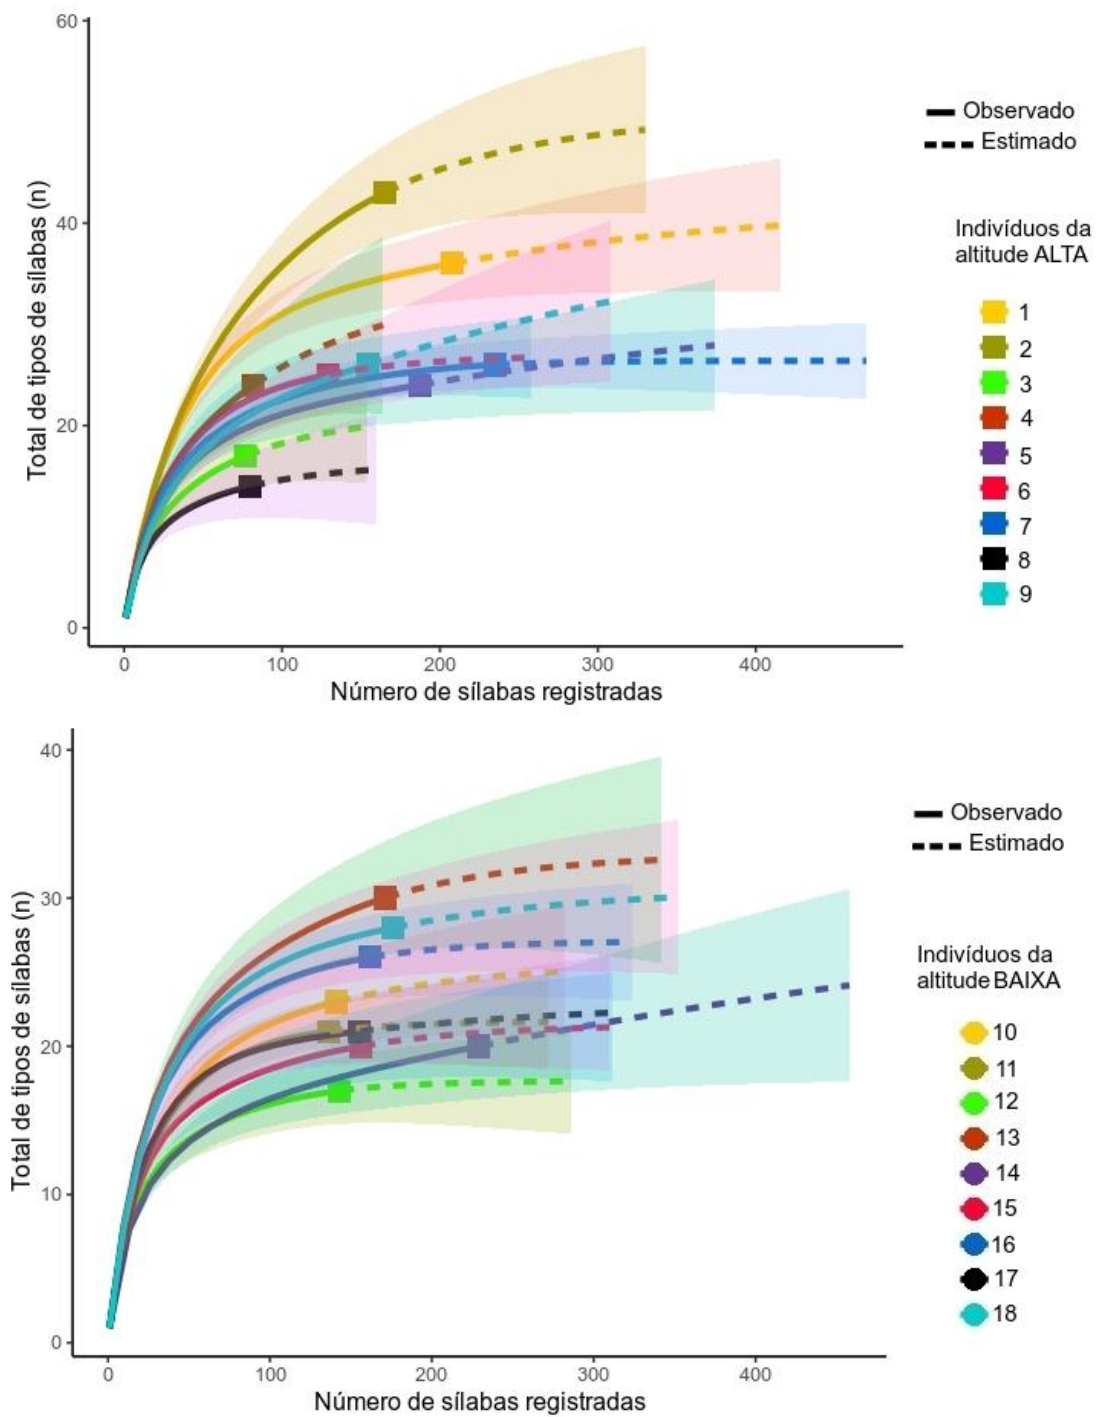 60
40
20
0
Total de tipos de sílabas (n)
0 100 200 300 400
Número de sílabas registradas
Observado
Estimado
Indivíduos da
altitude ALTA
1
2
3
4
5
6
7
8
9
40
30
20
10
0
Total de tipos de sílabas (n)
0 100 200 300 400
Número de sílabas registradas
Observado
Estimado
Indivíduos da
altitude BAIXA
10
11
12
13
14
15
16
17
18